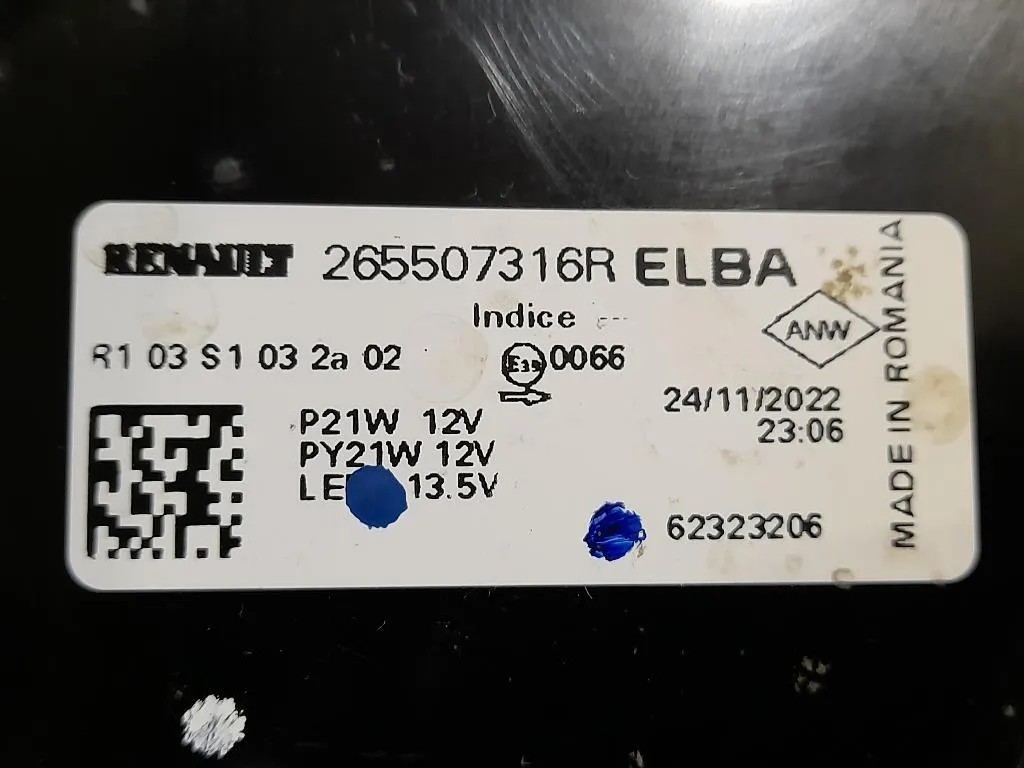 RENAULT 265507316R ELBA
Indice ---
ANW
R1 03 S1 03 2a 02
0066
24/11/2022
23:06
P21W 12V
PY21W 12V
LE 13.5V
62323206
MADE IN ROMANIA